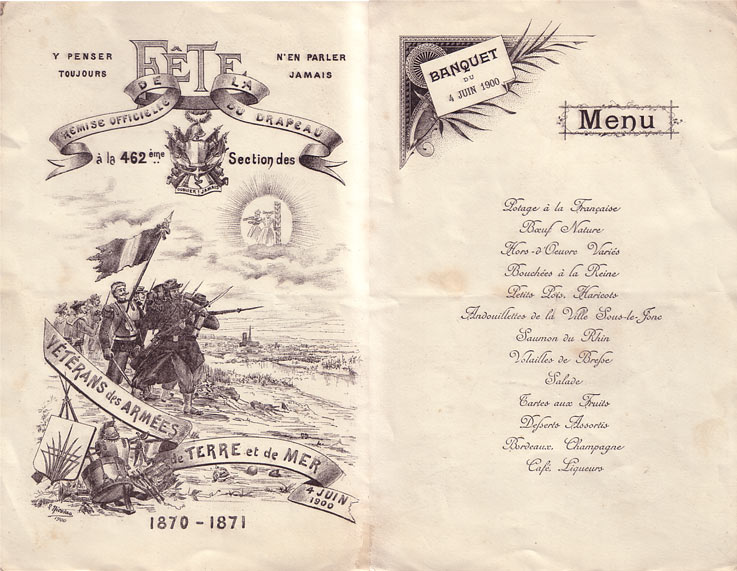 Y PENSER
TOUJOURS
N'EN PARLER
JAMAIS
FÊTE
DE LA
REMISE OFFICIELLE DU DRAPEAU
à la 462ème Section des
OUBLIER ! JAMAIS
VÉTÉRANS des ARMÉES
de TERRE et de MER
4 JUIN
1900
1900
1870 - 1871
BANQUET
DU
4 JUIN 1900
Menu
Potage à la Française
Bœuf Nature
Hors-d'Oeuvre Variés
Bouchées à la Reine
Petits Pois, Haricots
Andouillettes de la Ville Sous-le-Jonc
Saumon du Rhin
Volailles de Bresse
Salade
Tartes aux Fruits
Desserts Assortis
Bordeaux, Champagne
Café, Liqueurs